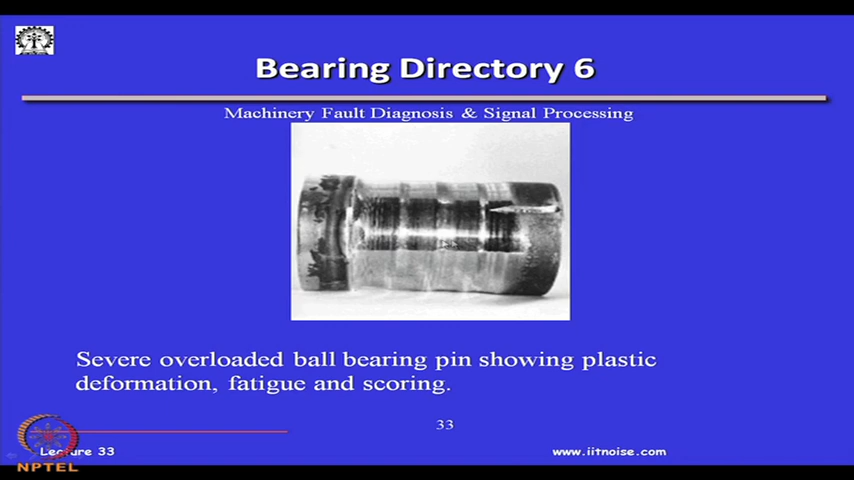 Bearing Directory 6
Machinery Fault Diagnosis & Signal Processing
Severe overloaded ball bearing pin showing plastic
deformation, fatigue and scoring.
33
Lecture 33
www.iitnoise.com
NPTEL